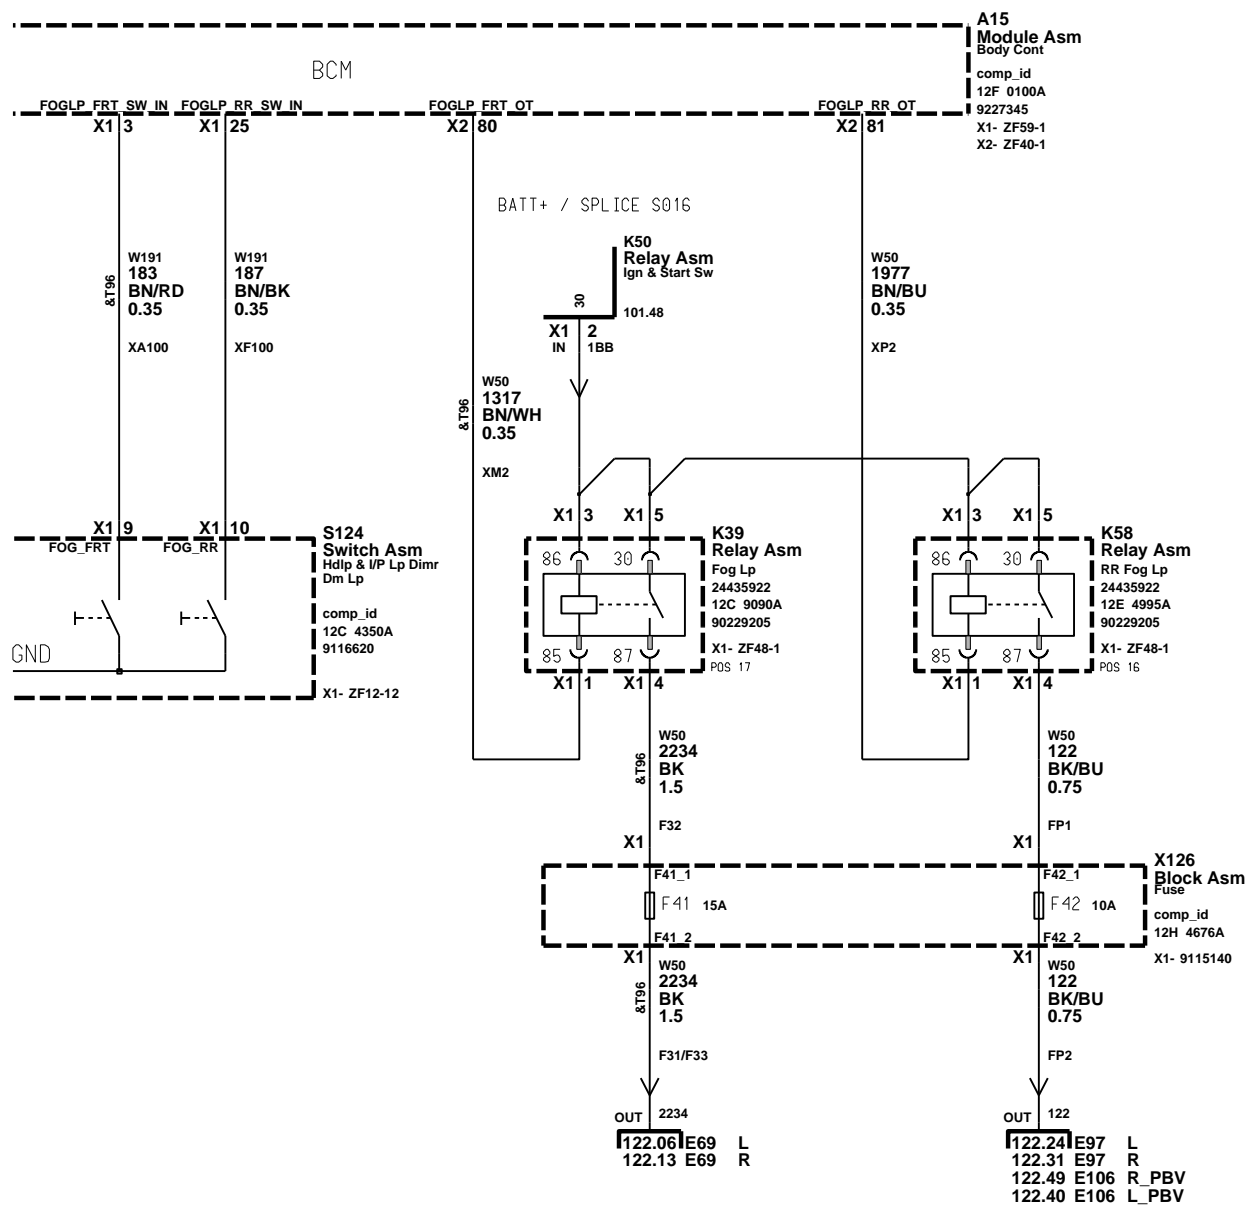 A15
Module Asm
Body Cont
comp_id
12F 0100A
9227345
X1- ZF59-1
X2- ZF40-1
BCM
FOGLP_FRT_SW_IN FOGLP_RR_SW_IN FOGLP_FRT_OT FOGLP_RR_OT
X1 3 X1 25 X2 80 X2 81
BATT+ / SPLICE S016
K50
Relay Asm
Ign & Start Sw
30
101.48
X1 2
IN 1BB
&T96
W191
183
BN/RD
0.35
XA100
W191
187
BN/BK
0.35
XF100
&T96
W50
1317
BN/WH
0.35
XM2
W50
1977
BN/BU
0.35
XP2
X1 9 X1 10
FOG_FRT FOG_RR
GND
S124
Switch Asm
Hdlp & I/P Lp Dimr
Dm Lp
comp_id
12C 4350A
9116620
X1- ZF12-12
X1 3 X1 5
86 30
85 87
X1 1 X1 4
K39
Relay Asm
Fog Lp
24435922
12C 9090A
90229205
X1- ZF48-1
POS 17
X1 3 X1 5
86 30
85 87
X1 1 X1 4
K58
Relay Asm
RR Fog Lp
24435922
12E 4995A
90229205
X1- ZF48-1
POS 16
&T96
W50
2234
BK
1.5
F32
X1
W50
122
BK/BU
0.75
FP1
X1
X126
Block Asm
Fuse
comp_id
12H 4676A
X1- 9115140
F41_1
F41 15A
F41_2
F42_1
F42 10A
F42_2
X1
&T96
W50
2234
BK
1.5
F31/F33
X1
W50
122
BK/BU
0.75
FP2
OUT 2234
122.06 E69 L
122.13 E69 R
OUT 122
122.24 E97 L
122.31 E97 R
122.49 E106 R_PBV
122.40 E106 L_PBV